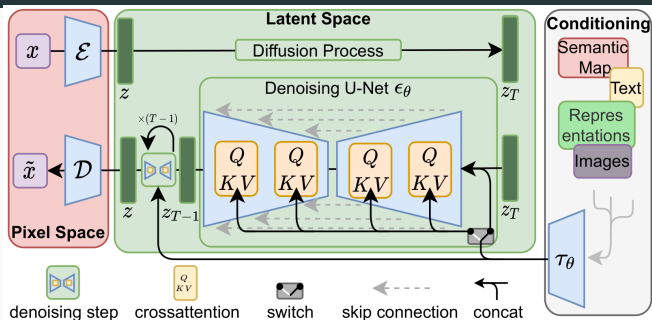 Latent Space
Conditioning
x
ℰ
Diffusion Process
z
z_T
Semantic
Map
Text
Repres
entations
Images
Denoising U-Net ϵ_θ
×(T−1)
Q
KV
Q
KV
Q
KV
Q
KV
x̃
𝒟
z
z_{T−1}
z_T
Pixel Space
τ_θ
Q
KV
denoising step
crossattention
switch
skip connection
concat